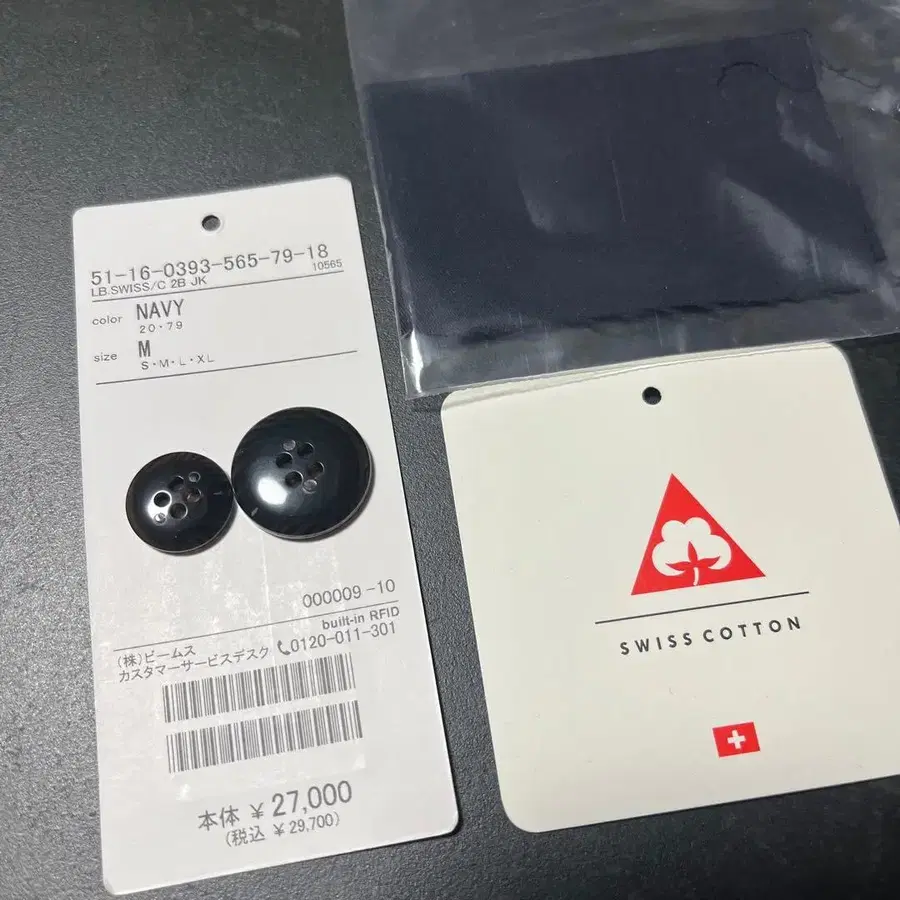 51-16-0393-565-79-18
LB.SWISS/C 2B JK 10565
color NAVY
20・79
size M
S・M・L・XL
000009 -10
built-in RFID
(株)ビームス
カスタマーサービスデスク 0120-011-301
本体 ¥ 27,000
(税込 ¥ 29,700)
SWISS COTTON